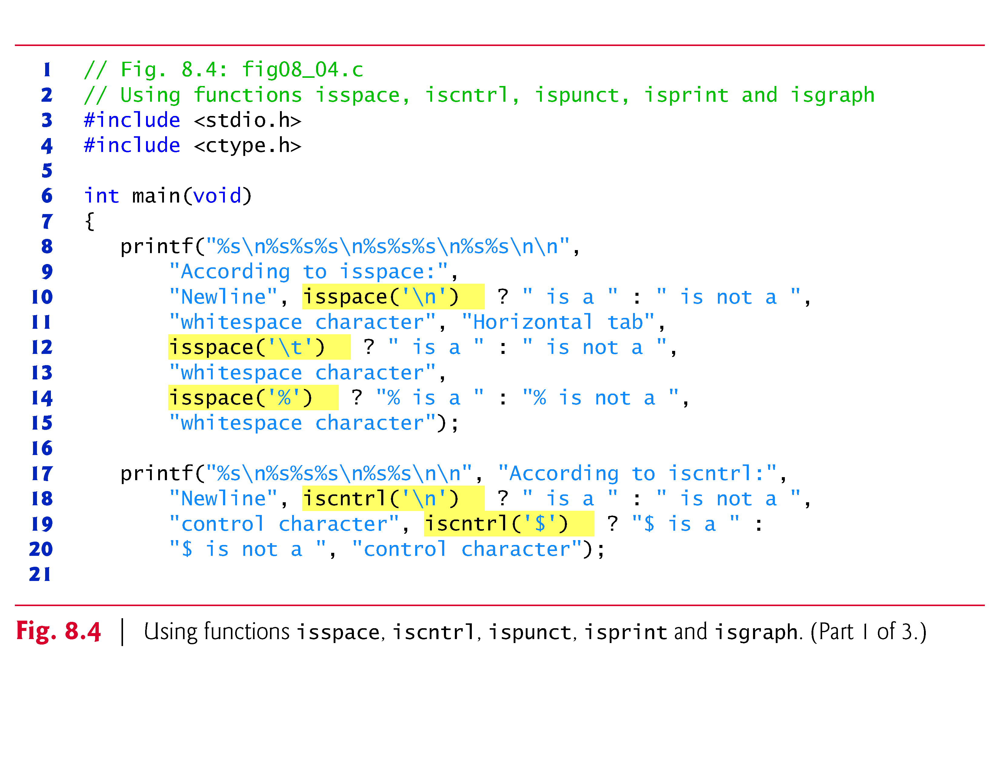 1 // Fig. 8.4: fig08_04.c
2 // Using functions isspace, iscntrl, ispunct, isprint and isgraph
3 #include <stdio.h>
4 #include <ctype.h>
5
6 int main(void)
7 {
8    printf("%s\n%s%s%s\n%s%s%s\n%s%s\n\n",
9        "According to isspace:",
10        "Newline", isspace('\n')  ? " is a " : " is not a ",
11        "whitespace character", "Horizontal tab",
12        isspace('\t')  ? " is a " : " is not a ",
13        "whitespace character",
14        isspace('%')  ? "% is a " : "% is not a ",
15        "whitespace character");
16
17    printf("%s\n%s%s%s\n%s%s\n\n", "According to iscntrl:",
18        "Newline", iscntrl('\n')  ? " is a " : " is not a ",
19        "control character", iscntrl('$')  ? "$ is a " :
20        "$ is not a ", "control character");
21
Fig. 8.4 | Using functions isspace, iscntrl, ispunct, isprint and isgraph. (Part 1 of 3.)